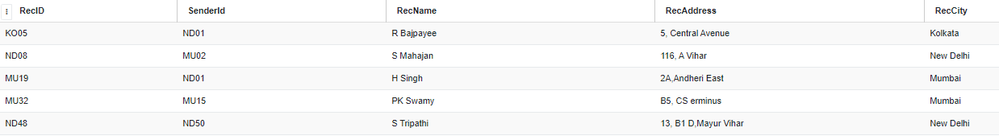 RecID SenderId RecName RecAddress RecCity
KO05 ND01 R Bajpayee 5, Central Avenue Kolkata
ND08 MU02 S Mahajan 116, A Vihar New Delhi
MU19 ND01 H Singh 2A,Andheri East Mumbai
MU32 MU15 PK Swamy B5, CS erminus Mumbai
ND48 ND50 S Tripathi 13, B1 D,Mayur Vihar New Delhi